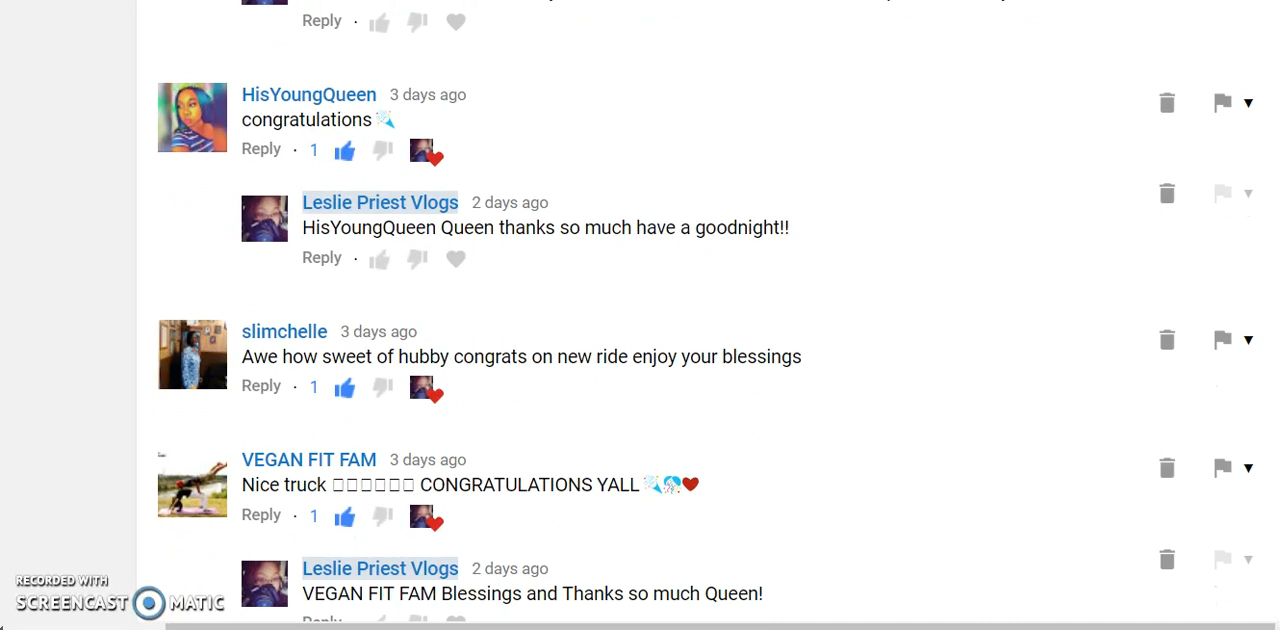 Reply ·
HisYoungQueen 3 days ago
congratulations 🎉
Reply · 1
Leslie Priest Vlogs 2 days ago
HisYoungQueen Queen thanks so much have a goodnight!!
Reply ·
slimchelle 3 days ago
Awe how sweet of hubby congrats on new ride enjoy your blessings
Reply · 1
VEGAN FIT FAM 3 days ago
Nice truck □□□□□□ CONGRATULATIONS YALL 🎉🎊❤
Reply · 1
Leslie Priest Vlogs 2 days ago
VEGAN FIT FAM Blessings and Thanks so much Queen!
Reply
RECORDED WITH
SCREENCAST MATIC